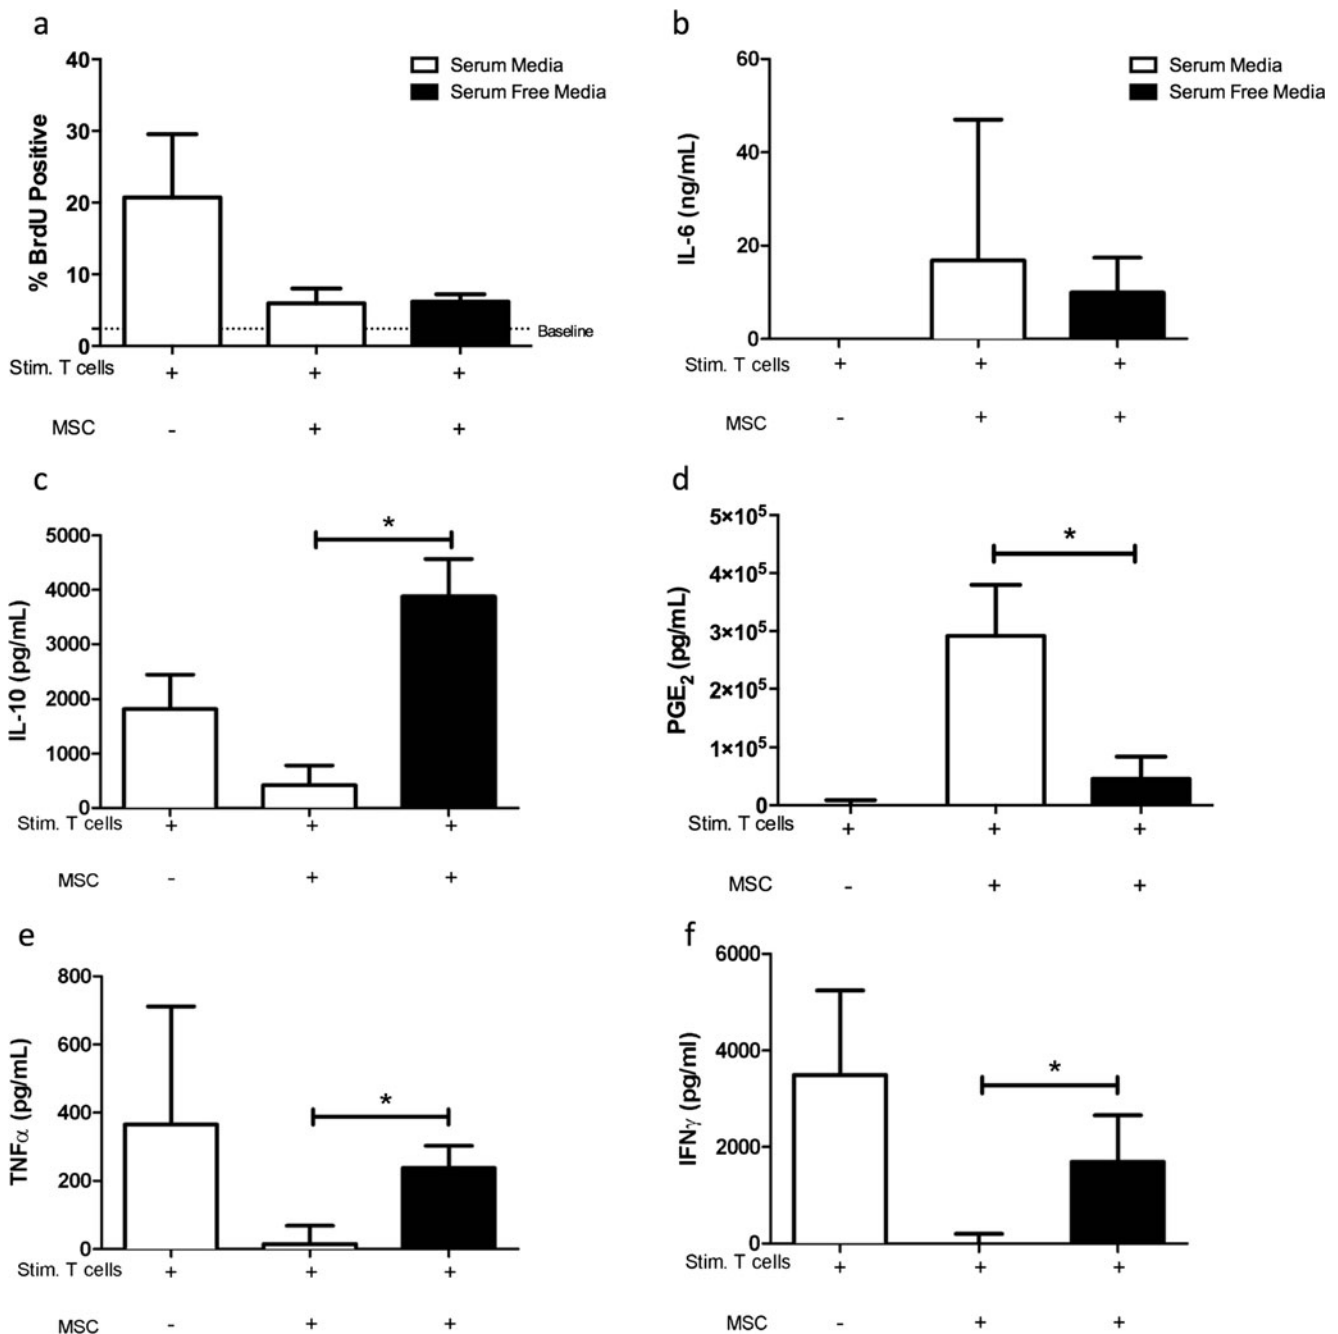 a
40
30
20
10
0
% BrdU Positive
Serum Media
Serum Free Media
Baseline
Stim. T cells + + +
MSC - + +
b
60
40
20
0
IL-6 (ng/mL)
Serum Media
Serum Free Media
Stim. T cells + + +
MSC - + +
c
5000
4000
3000
2000
1000
0
IL-10 (pg/mL)
*
Stim. T cells + + +
MSC - + +
d
5×10⁵
4×10⁵
3×10⁵
2×10⁵
1×10⁵
0
PGE₂ (pg/mL)
*
Stim. T cells + + +
MSC - + +
e
800
600
400
200
0
TNFα (pg/mL)
*
Stim. T cells + + +
MSC - + +
f
6000
4000
2000
0
IFNγ (pg/ml)
*
Stim. T cells + + +
MSC - + +